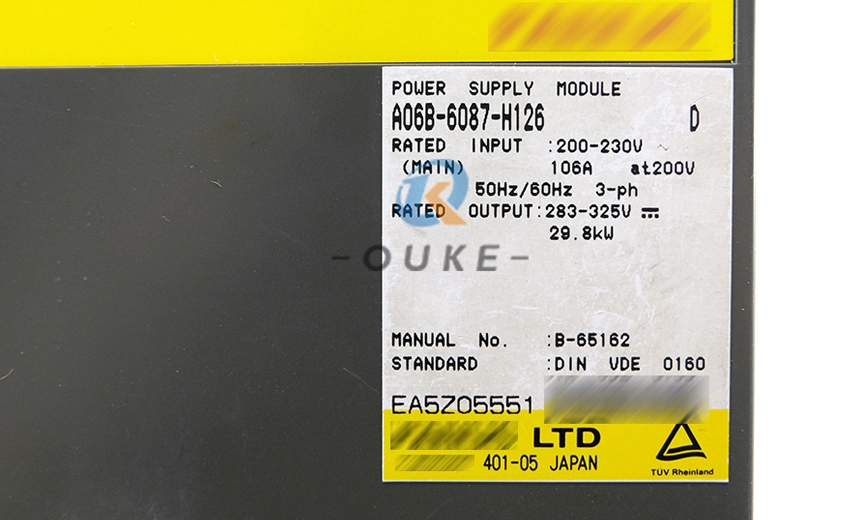 POWER SUPPLY MODULE
A06B-6087-H126 D
RATED INPUT :200-230V ~
(MAIN) 106A at200V
50Hz/60Hz 3-ph
RATED OUTPUT:283-325V ⎓
29.8kW
-OUKE-
MANUAL No. :B-65162
STANDARD :DIN VDE 0160
EA5Z05551
LTD
401-05 JAPAN
TÜV Rheinland